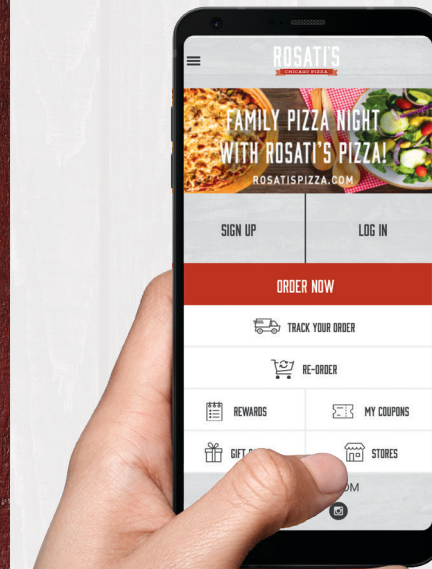 ROSATI'S
CHICAGO PIZZA
FAMILY PIZZA NIGHT
WITH ROSATI'S PIZZA!
ROSATISPIZZA.COM
SIGN UP
LOG IN
ORDER NOW
TRACK YOUR ORDER
RE-ORDER
REWARDS
MY COUPONS
GIFT
STORES